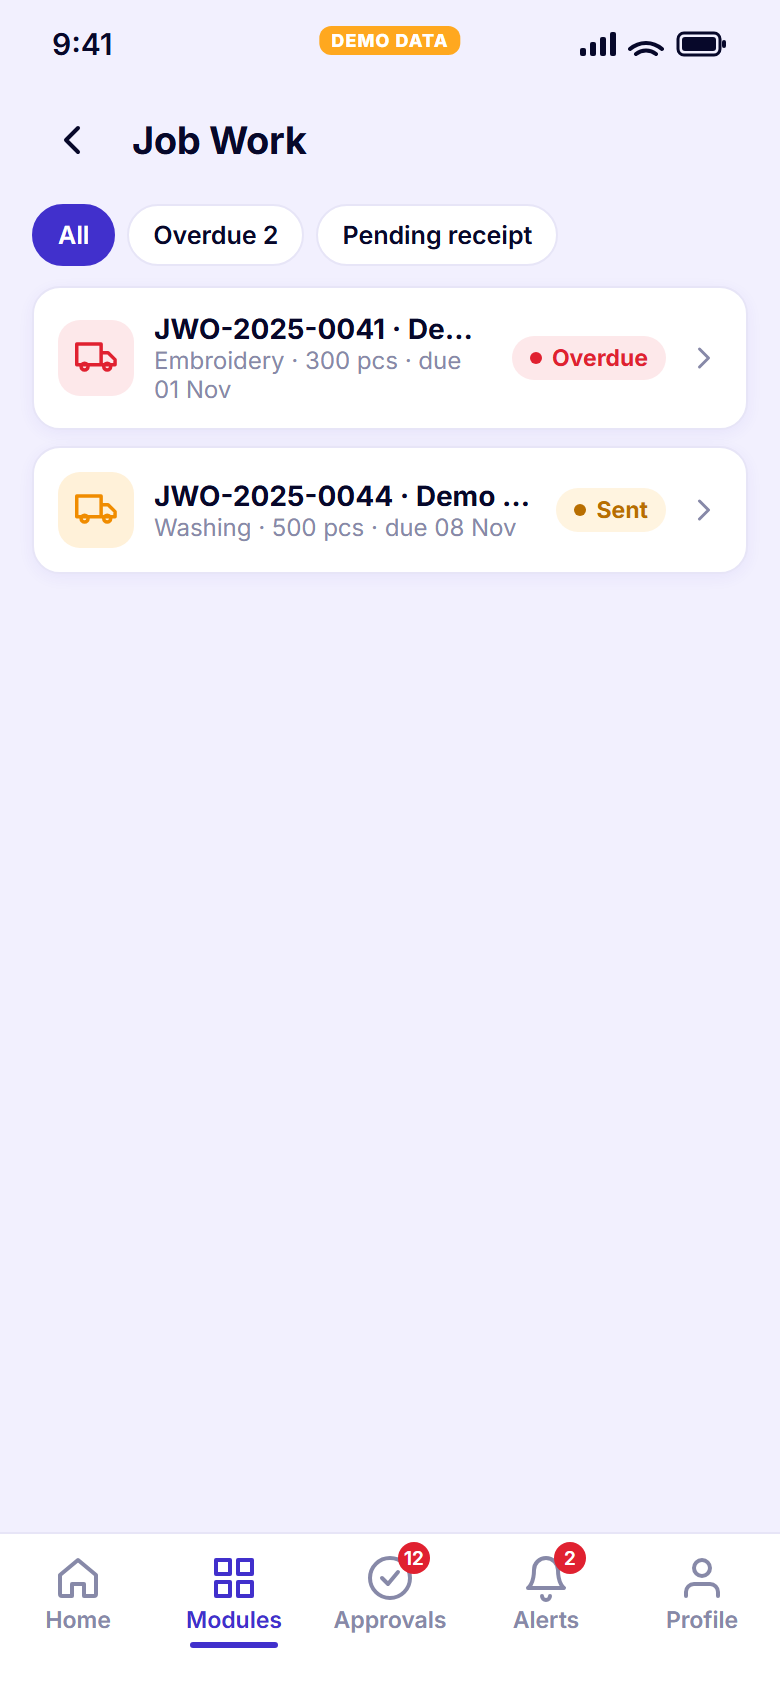 9:41
DEMO DATA
Job Work
All
Overdue 2
Pending receipt
JWO-2025-0041 · De...
Embroidery · 300 pcs · due
01 Nov
Overdue
JWO-2025-0044 · Demo ...
Washing · 500 pcs · due 08 Nov
Sent
12
2
Home
Modules
Approvals
Alerts
Profile